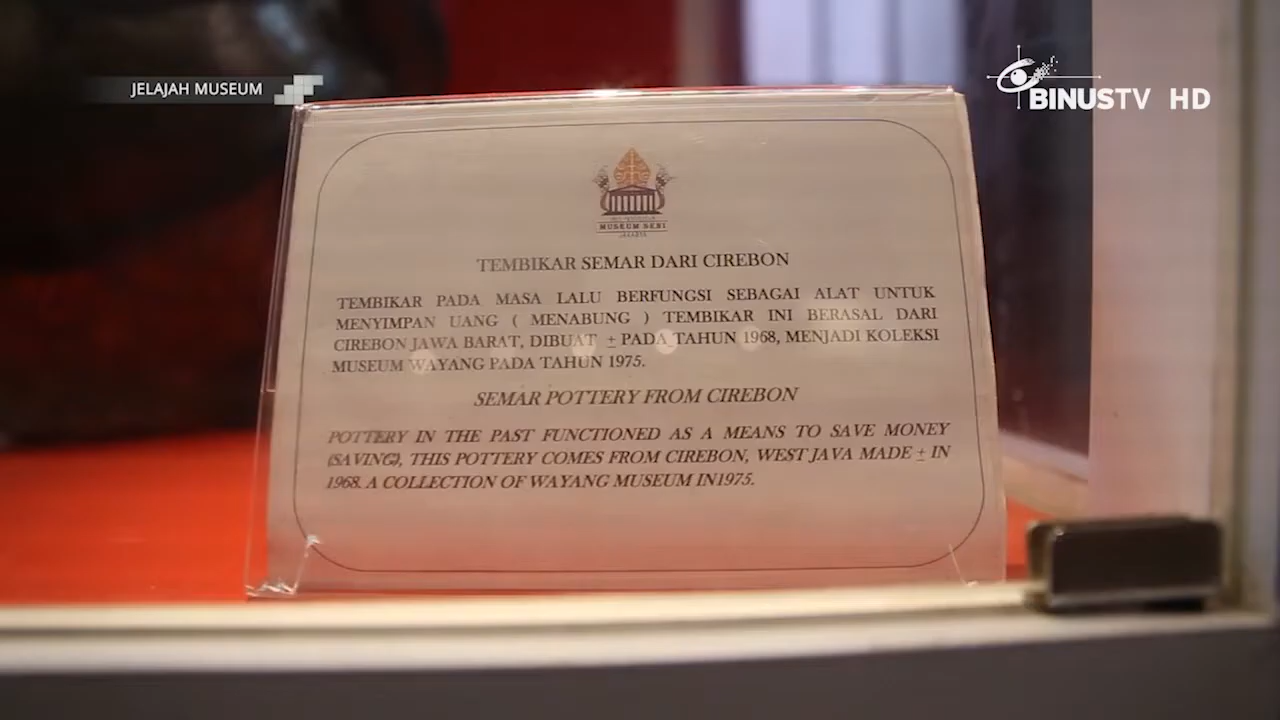 JELAJAH MUSEUM
BINUSTV HD
MUSEUM SENI
JAKARTA
TEMBIKAR SEMAR DARI CIREBON
TEMBIKAR PADA MASA LALU BERFUNGSI SEBAGAI ALAT UNTUK
MENYIMPAN UANG ( MENABUNG ) TEMBIKAR INI BERASAL DARI
CIREBON JAWA BARAT, DIBUAT ± PADA TAHUN 1968, MENJADI KOLEKSI
MUSEUM WAYANG PADA TAHUN 1975.
SEMAR POTTERY FROM CIREBON
POTTERY IN THE PAST FUNCTIONED AS A MEANS TO SAVE MONEY
(SAVING), THIS POTTERY COMES FROM CIREBON, WEST JAVA MADE ± IN
1968. A COLLECTION OF WAYANG MUSEUM IN1975.